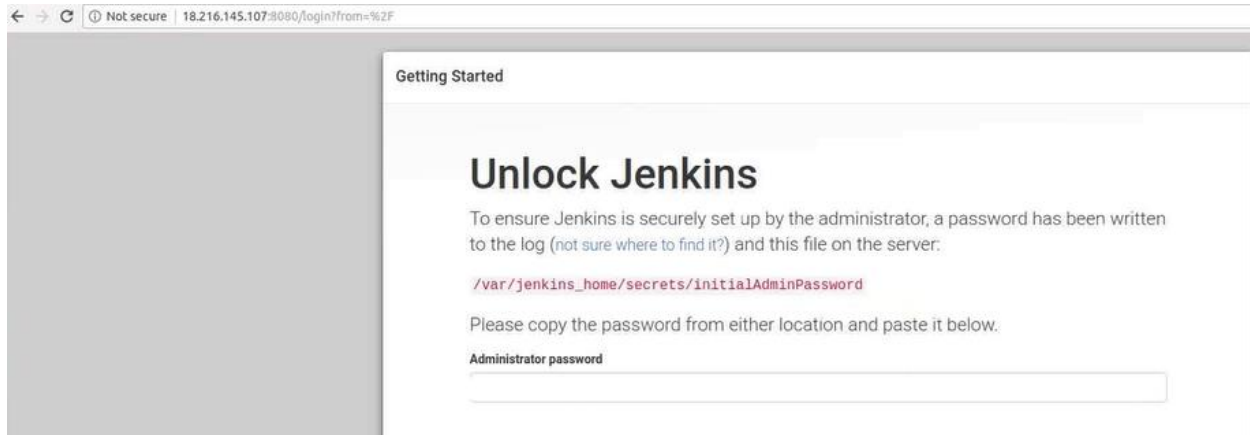 Not secure | 18.216.145.107:8080/login?from=%2F
Getting Started
Unlock Jenkins
To ensure Jenkins is securely set up by the administrator, a password has been written
to the log (not sure where to find it?) and this file on the server:
/var/jenkins_home/secrets/initialAdminPassword
Please copy the password from either location and paste it below.
Administrator password